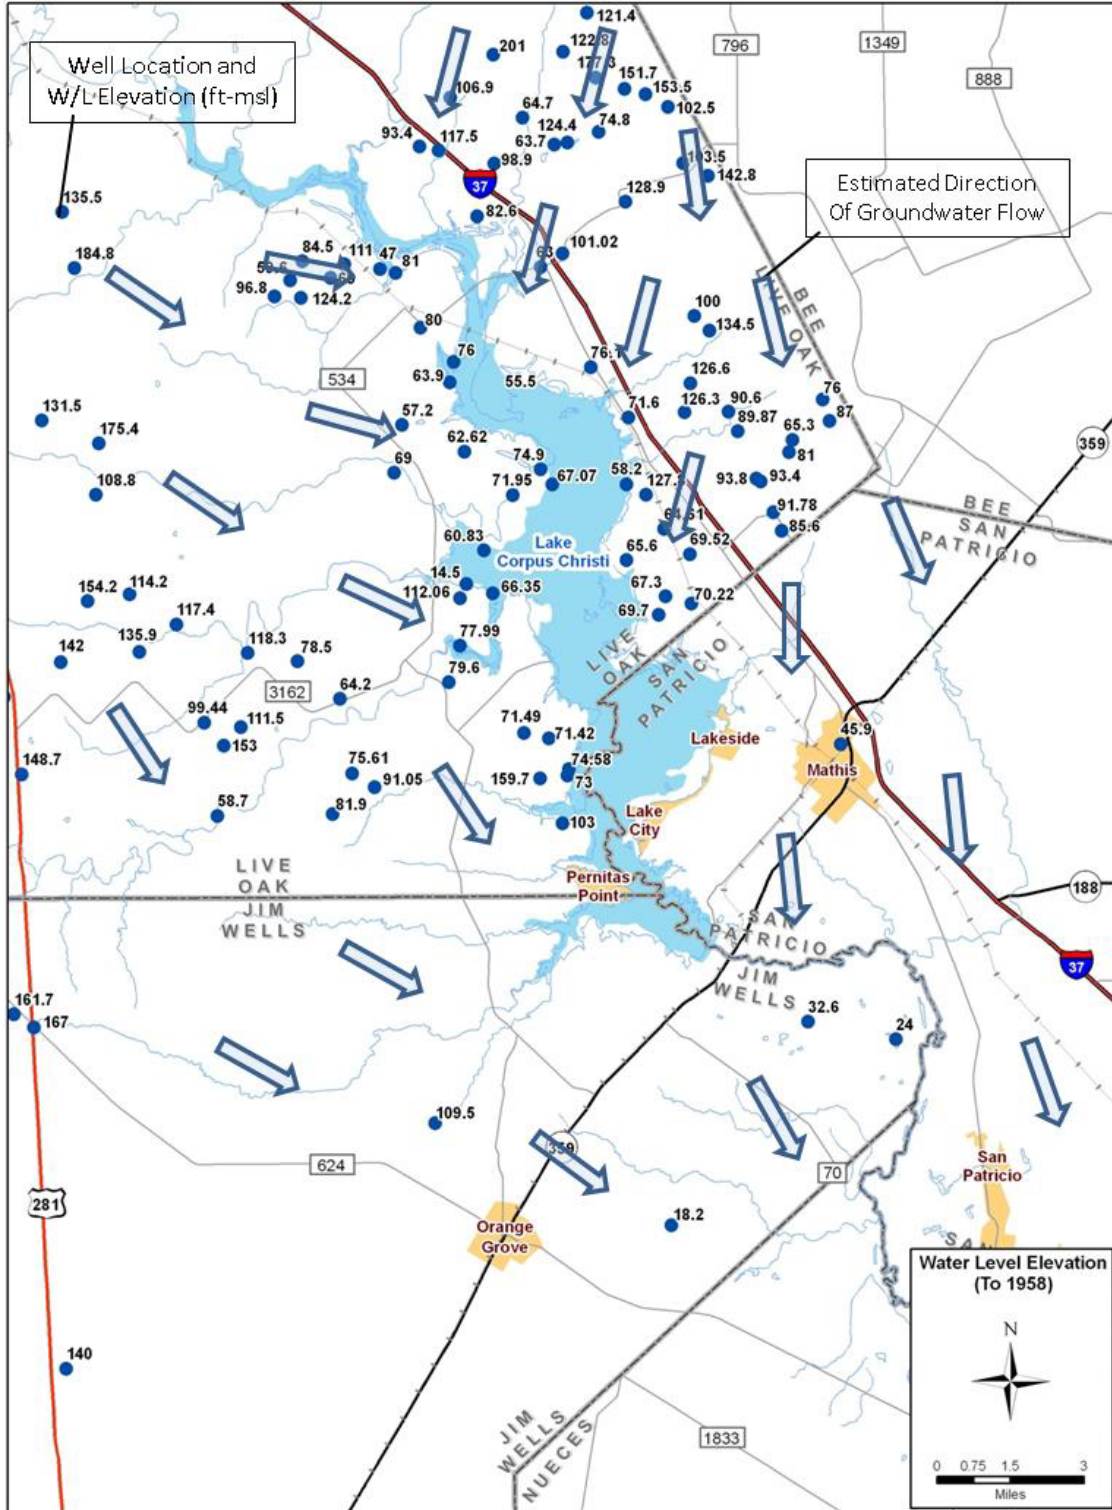 121.4
201
122.8
796
1349
177.3
151.7
888
Well Location and
W/L Elevation (ft-msl)
106.9
153.5
102.5
64.7
124.4
74.8
93.4
117.5
63.7
98.9
103.5
37
142.8
Estimated Direction
Of Groundwater Flow
135.5
128.9
82.6
101.02
184.8
84.5
111
47
81
63
96.8
124.2
BEE
LIVE OAK
100
134.5
80
76
76.1
534
63.9
55.5
126.6
76
131.5
57.2
71.6
126.3
90.6
87
89.87
65.3
175.4
62.62
81
359
69
74.9
67.07
58.2
127.
93.8
93.4
108.8
71.95
91.78
BEE
SAN
PATRICIO
85.6
60.83
Lake
Corpus Christi
65.6
69.52
14.5
112.06
66.35
67.3
70.22
154.2
114.2
69.7
117.4
142
135.9
118.3
78.5
77.99
LIVE
OAK
SAN
PATRICIO
79.6
3162
64.2
99.44
111.5
153
71.49
71.42
Lakeside
45.9
Mathis
148.7
75.61
91.05
159.7
74.58
73
58.7
81.9
103
Lake
City
LIVE
OAK
JIM
WELLS
Pernitas
Point
188
SAN
PATRICIO
JIM
WELLS
37
161.7
167
32.6
24
109.5
624
359
70
San
Patricio
281
Orange
Grove
18.2
SAN
Water Level Elevation
(To 1958)
N
140
JIM
WELLS
NUECES
1833
0 0.75 1.5 3
Miles